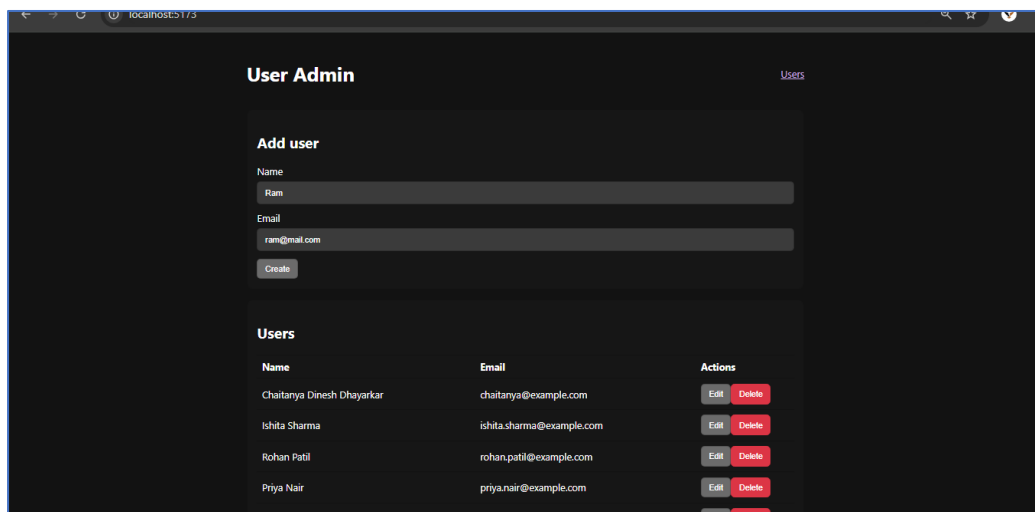 localhost:5173
User Admin
Users
Add user
Name
Ram
Email
ram@mail.com
Create
Users
Name Email Actions
Chaitanya Dinesh Dhayarkar chaitanya@example.com Edit Delete
Ishita Sharma ishita.sharma@example.com Edit Delete
Rohan Patil rohan.patil@example.com Edit Delete
Priya Nair priya.nair@example.com Edit Delete